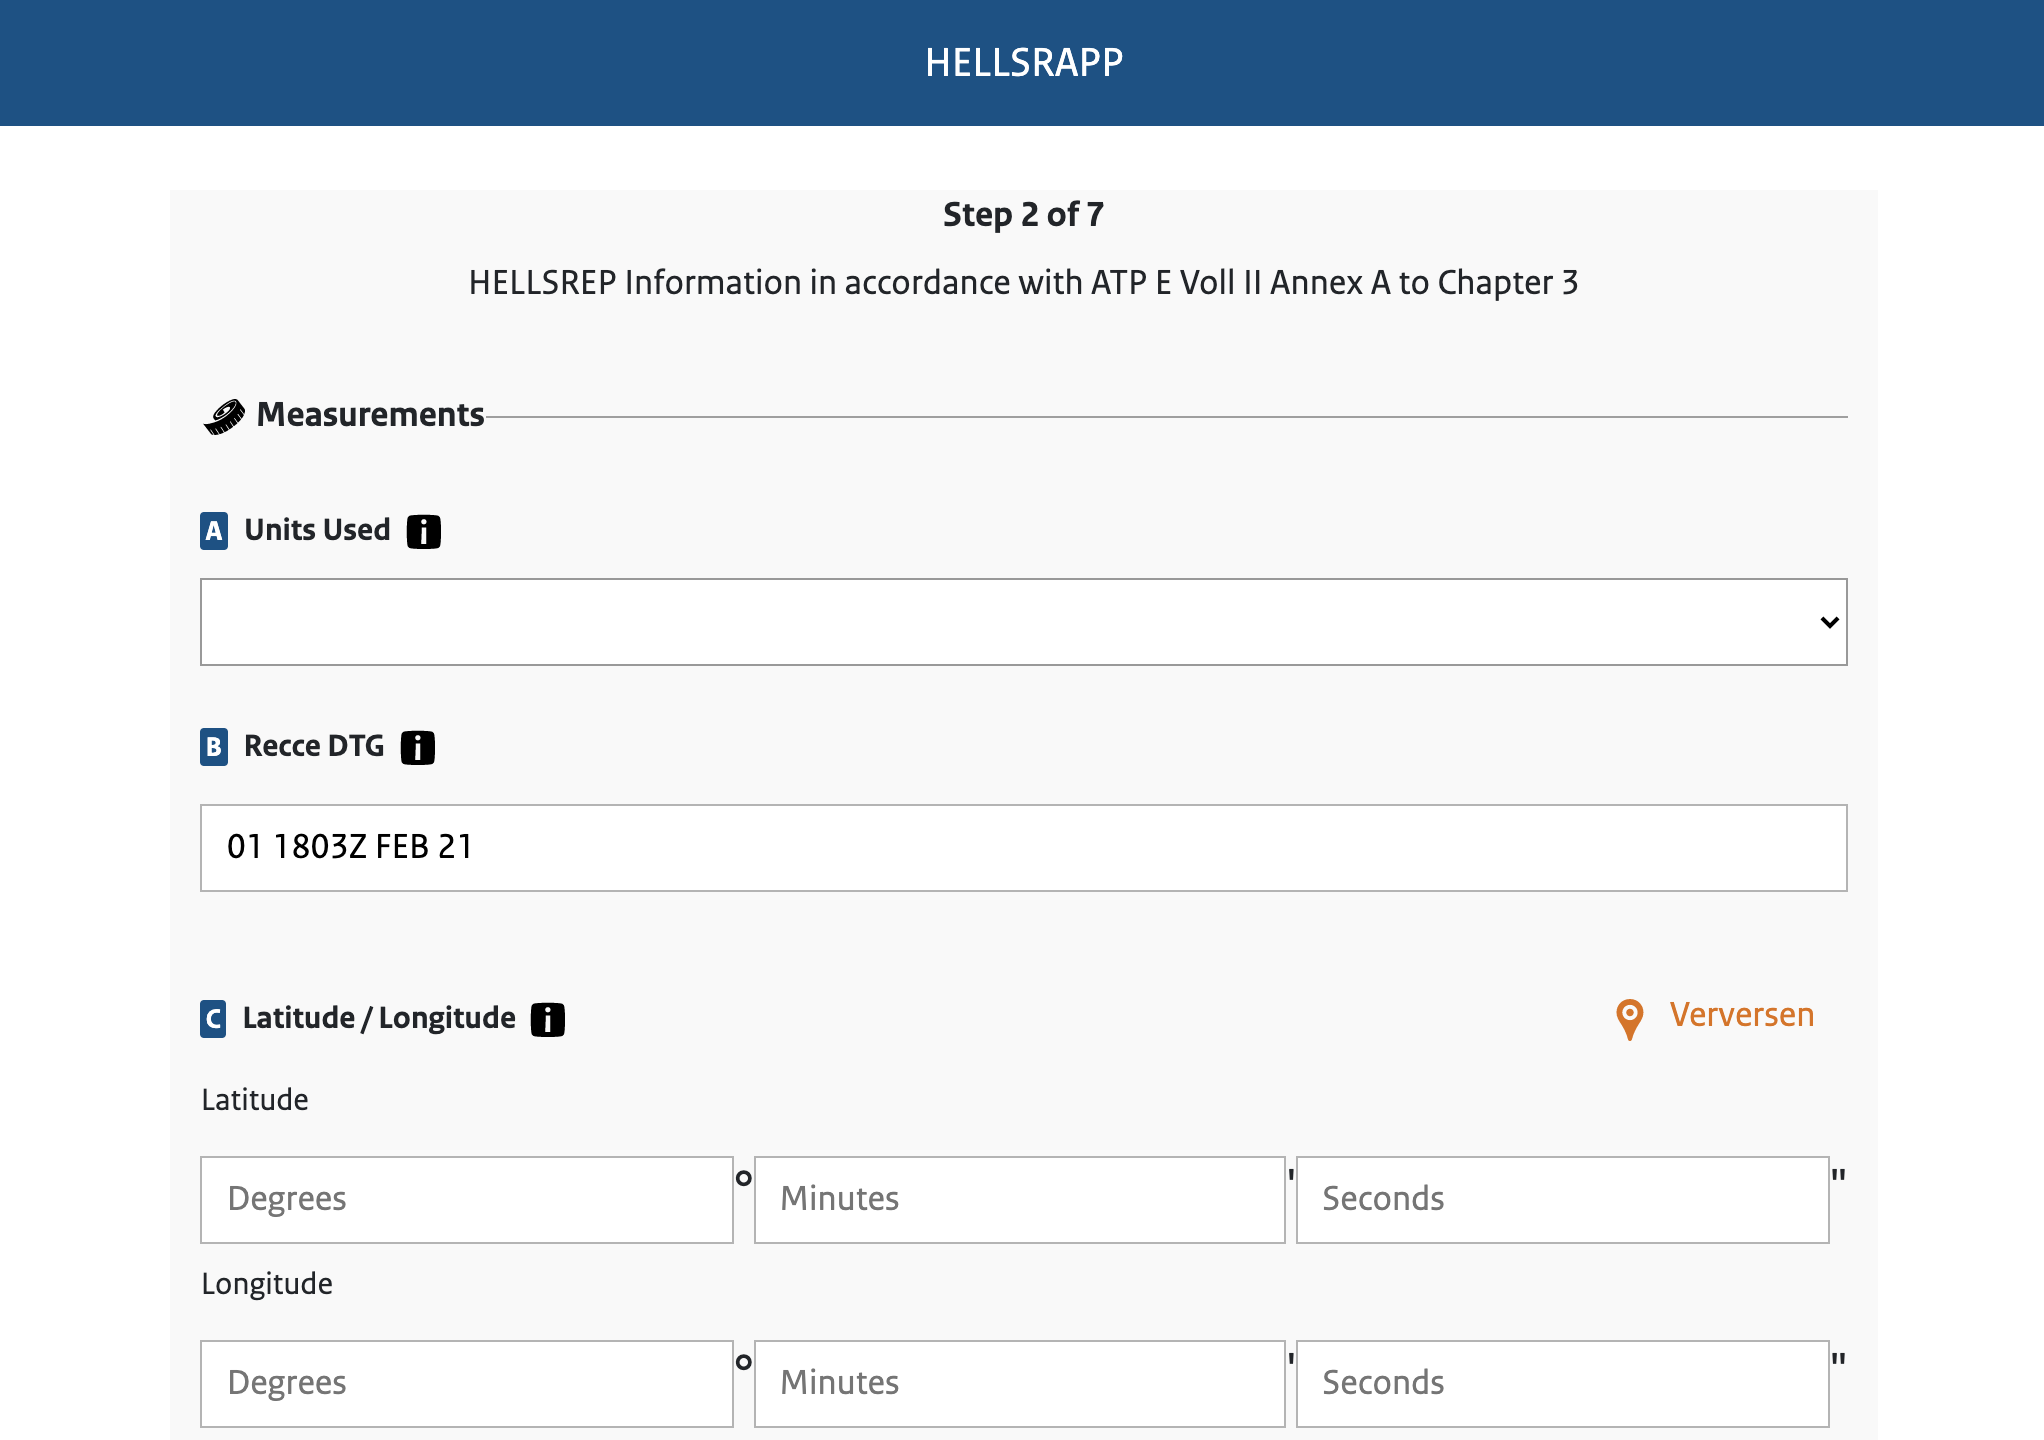 HELLSRAPP
Step 2 of 7
HELLSREP Information in accordance with ATP E Voll II Annex A to Chapter 3
Measurements
A Units Used i
B Recce DTG i
01 1803Z FEB 21
C Latitude / Longitude i Verversen
Latitude
Degrees ° Minutes ' Seconds "
Longitude
Degrees ° Minutes ' Seconds "